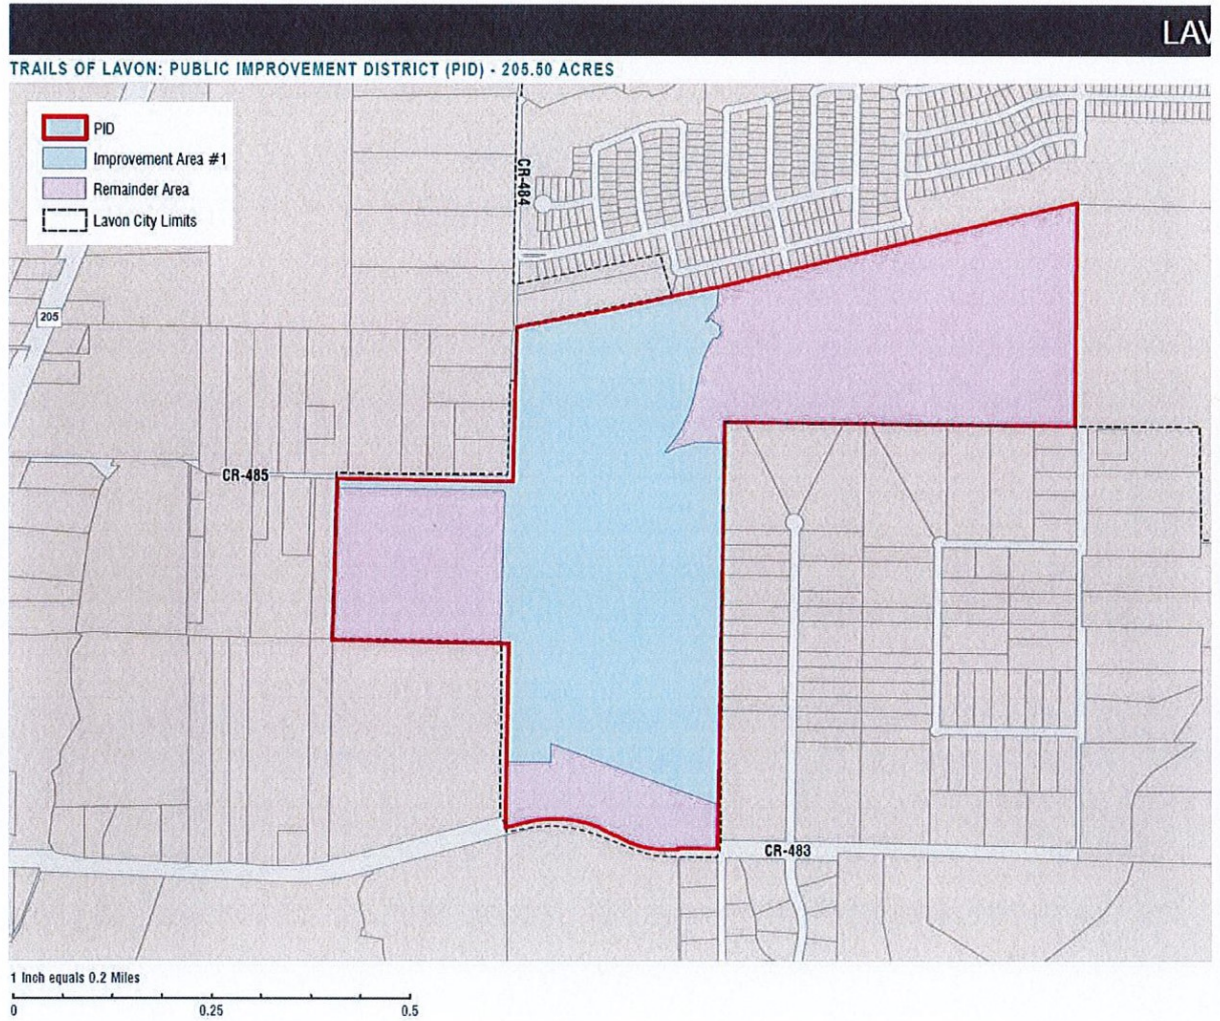 LAV
TRAILS OF LAVON: PUBLIC IMPROVEMENT DISTRICT (PID) - 205.50 ACRES
PID
Improvement Area #1
Remainder Area
Lavon City Limits
CR-484
205
CR-485
CR-483
1 Inch equals 0.2 Miles
0 0.25 0.5